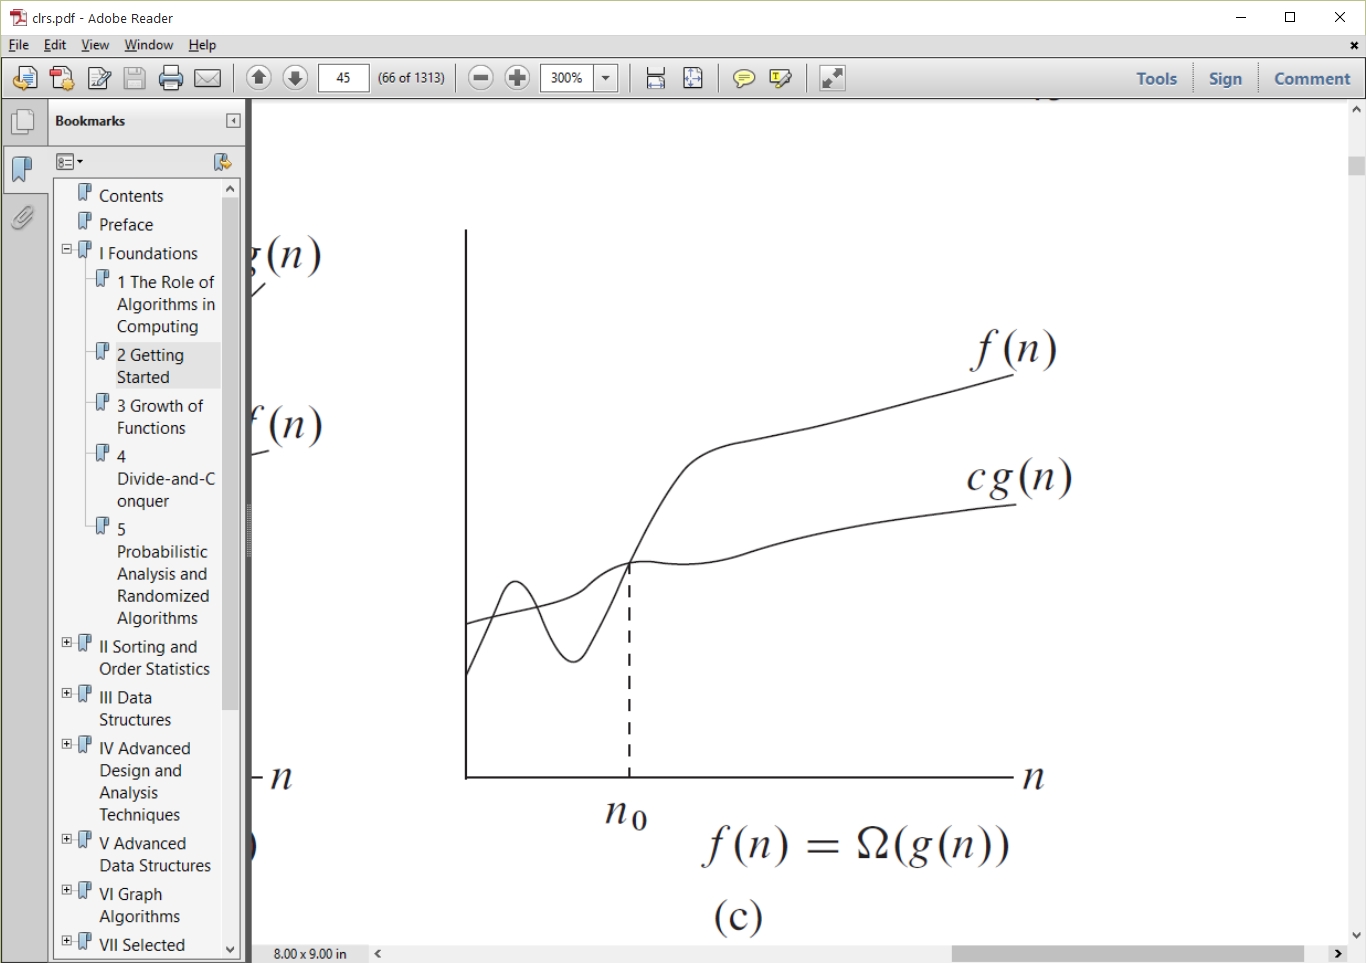 clrs.pdf - Adobe Reader
File Edit View Window Help
45 (66 of 1313) 300% Tools Sign Comment
Bookmarks
Contents
Preface
I Foundations
1 The Role of
Algorithms in
Computing
2 Getting
Started
3 Growth of
Functions
4
Divide-and-C
onquer
5
Probabilistic
Analysis and
Randomized
Algorithms
II Sorting and
Order Statistics
III Data
Structures
IV Advanced
Design and
Analysis
Techniques
V Advanced
Data Structures
VI Graph
Algorithms
VII Selected
g(n)
f(n)
n
f(n)
cg(n)
n
n₀
f(n) = Ω(g(n))
(c)
8.00 x 9.00 in